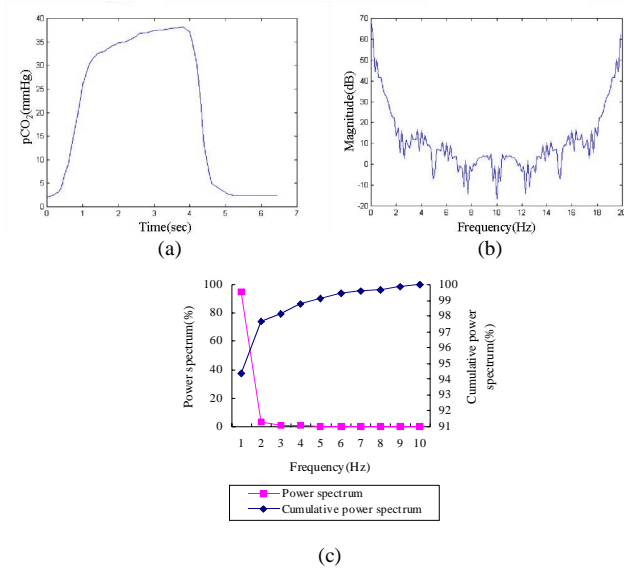 40
35
30
25
20
15
10
5
0
pCO₂(mmHg)
0 1 2 3 4 5 6 7
Time(sec)
(a)
70
60
50
40
30
20
10
0
-10
-20
Magnitude(dB)
0 2 4 6 8 10 12 14 16 18 20
Frequency(Hz)
(b)
100
80
60
40
20
0
Power spectrum(%)
100
99
98
97
96
95
94
93
92
91
Cumulative power
spectrum(%)
1 2 3 4 5 6 7 8 9 10
Frequency(Hz)
Power spectrum
Cumulative power spectrum
(c)